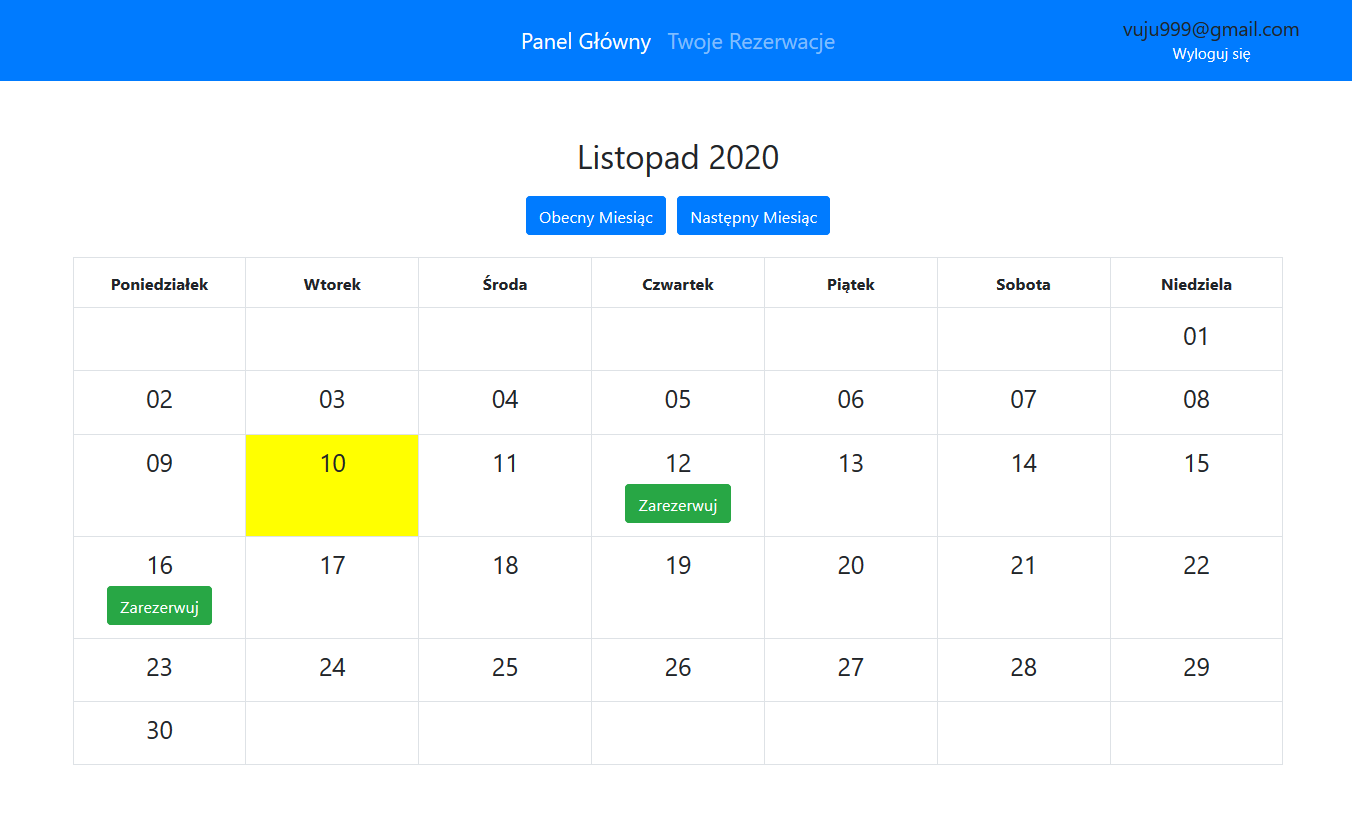 Panel Główny Twoje Rezerwacje
vuju999@gmail.com
Wyloguj się
Listopad 2020
Obecny Miesiąc Następny Miesiąc
Poniedziałek Wtorek Środa Czwartek Piątek Sobota Niedziela
01
02 03 04 05 06 07 08
09 10 11 12 13 14 15
Zarezerwuj
16 17 18 19 20 21 22
Zarezerwuj
23 24 25 26 27 28 29
30